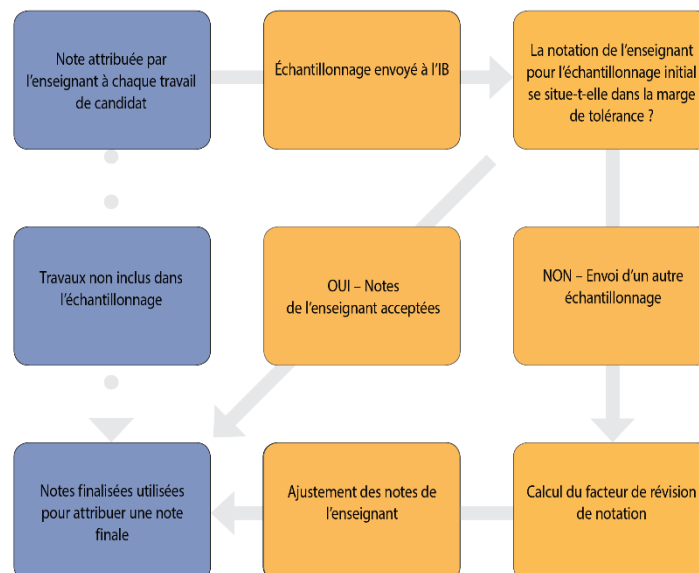 Note attribuée par
l'enseignant à chaque travail
de candidat
Échantillonnage envoyé à l'IB
La notation de l'enseignant
pour l'échantillonnage initial
se situe-t-elle dans la marge
de tolérance ?
Travaux non inclus dans
l'échantillonnage
OUI – Notes
de l'enseignant acceptées
NON – Envoi d'un autre
échantillonnage
Notes finalisées utilisées
pour attribuer une note
finale
Ajustement des notes de
l'enseignant
Calcul du facteur de révision
de notation